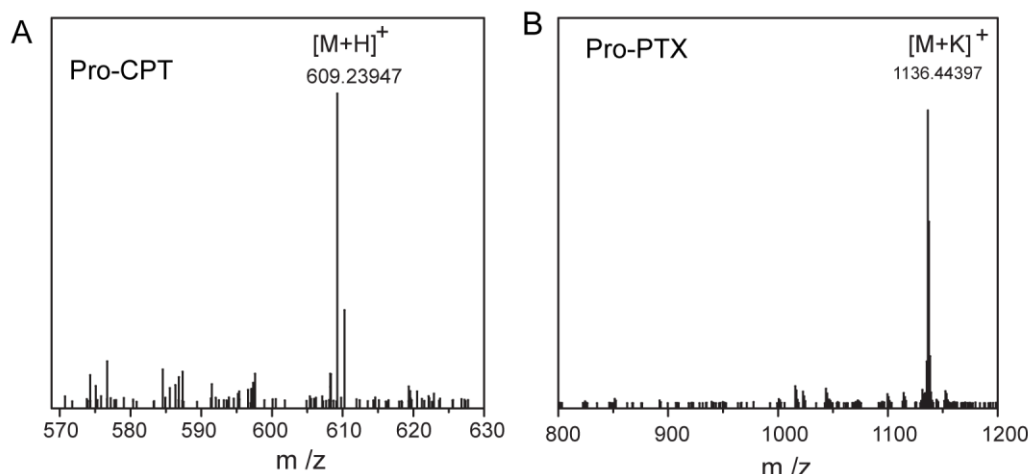 A
Pro-CPT
[M+H]+
609.23947
570 580 590 600 610 620 630
m /z
B
Pro-PTX
[M+K] +
1136.44397
800 900 1000 1100 1200
m /z